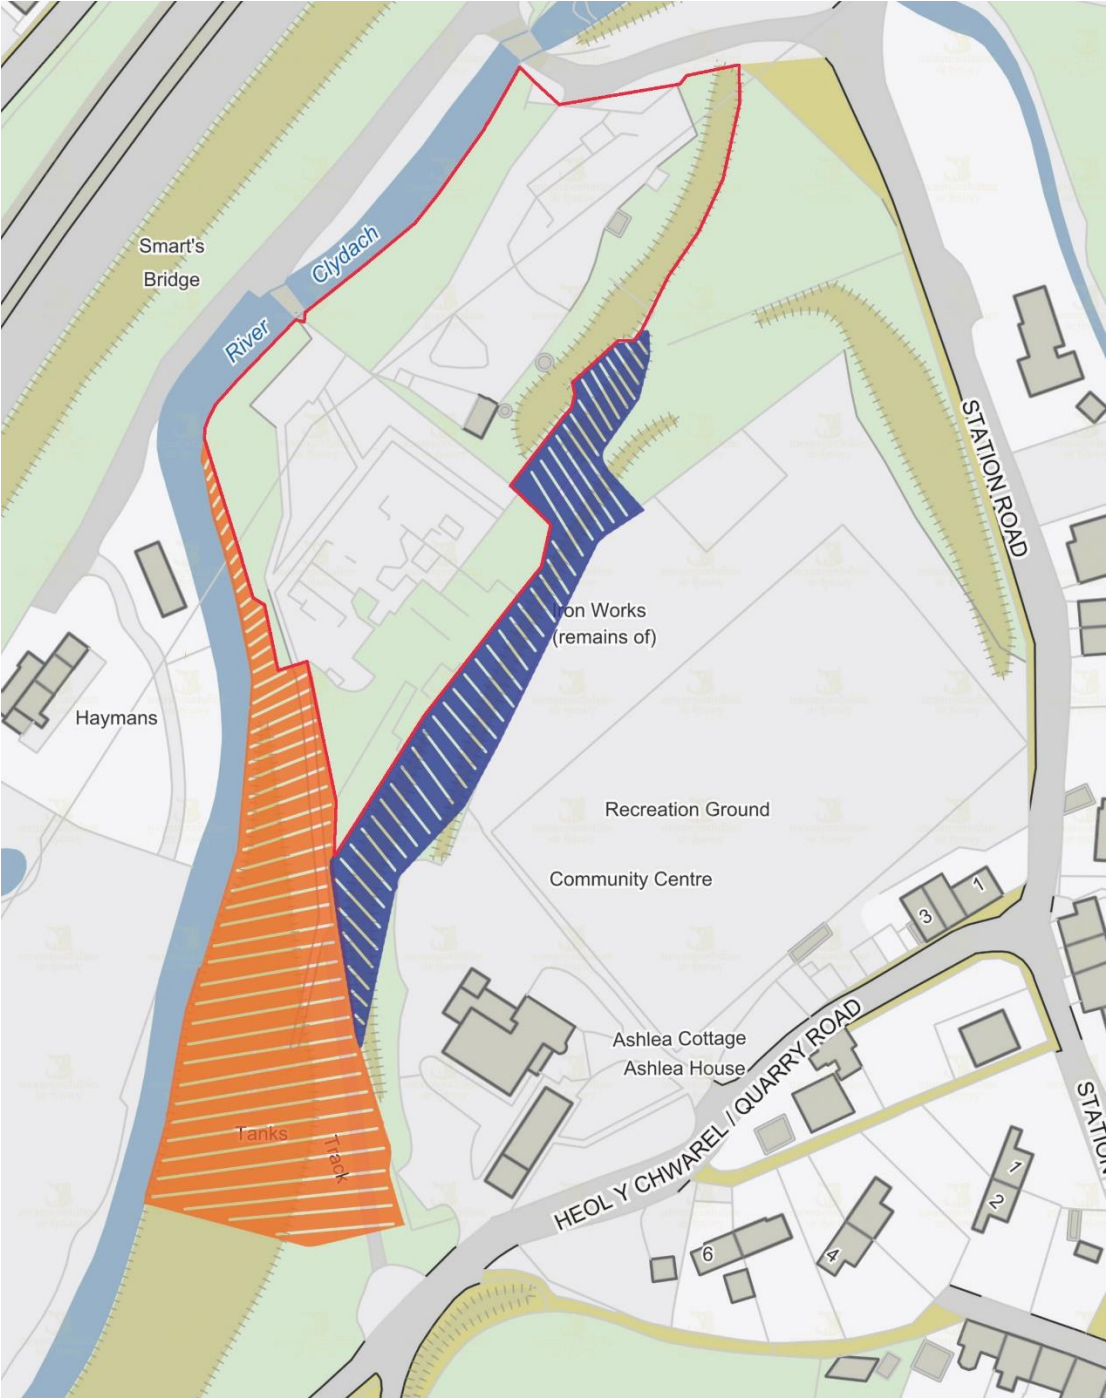 Smart's
Bridge
Clydach
River
STATION ROAD
Iron Works
(remains of)
Haymans
Recreation Ground
Community Centre
1
3
Ashlea Cottage
Ashlea House
HEOL Y CHWAREL / QUARRY ROAD
Tanks
Track
STATION
1
2
6
4